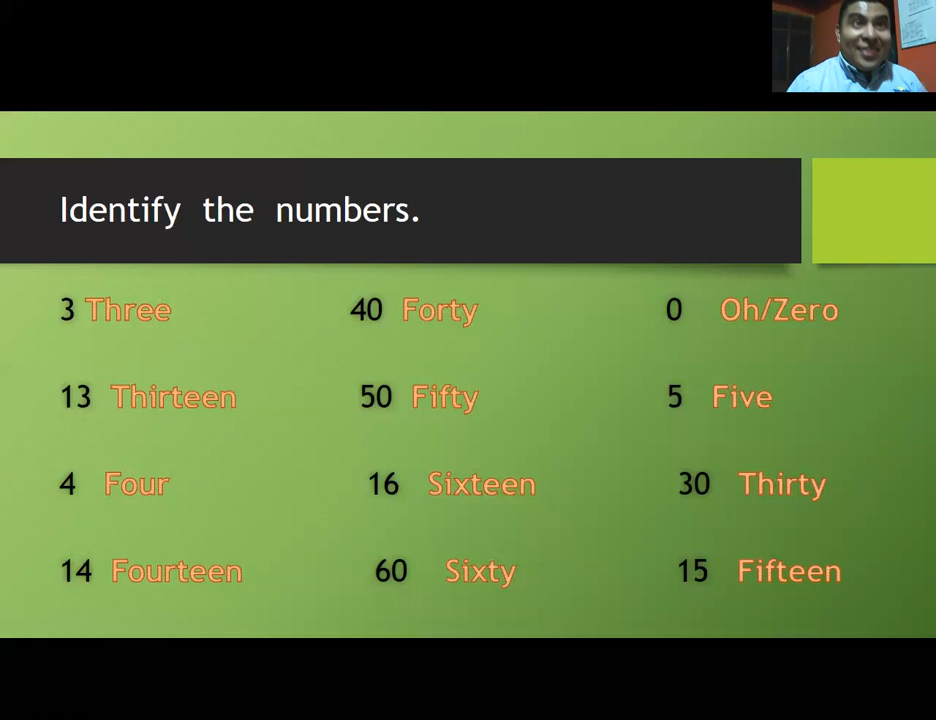 Identify the numbers.
3 Three 40 Forty 0 Oh/Zero
13 Thirteen 50 Fifty 5 Five
4 Four 16 Sixteen 30 Thirty
14 Fourteen 60 Sixty 15 Fifteen